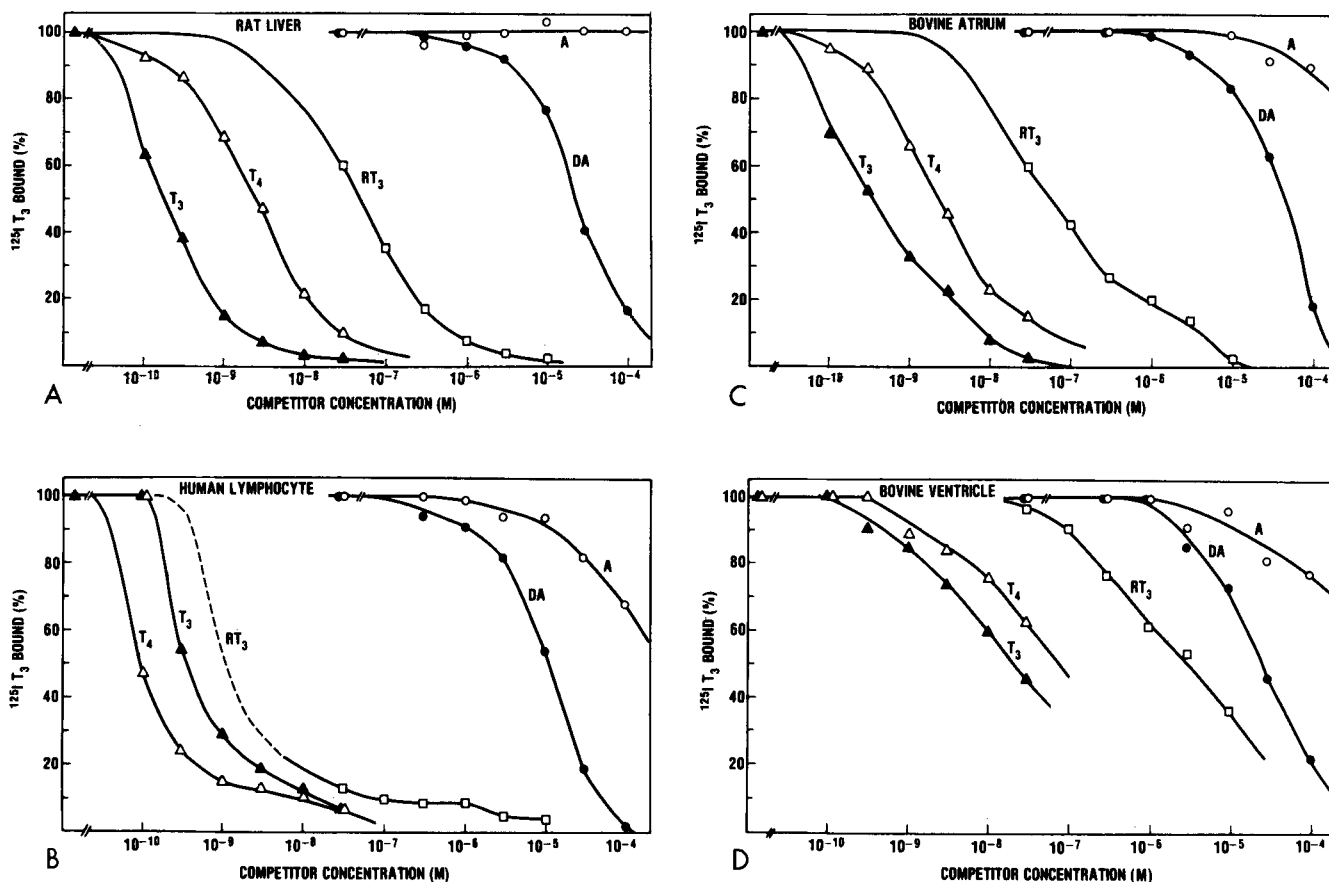 RAT LIVER
¹²⁵I T₃ BOUND (%)
100
80
60
40
20
A
DA
RT₃
T₄
T₃
10⁻¹⁰ 10⁻⁹ 10⁻⁸ 10⁻⁷ 10⁻⁶ 10⁻⁵ 10⁻⁴
COMPETITOR CONCENTRATION (M)
A
BOVINE ATRIUM
¹²⁵I T₃ BOUND (%)
100
80
60
40
20
A
DA
RT₃
T₄
T₃
10⁻¹⁰ 10⁻⁹ 10⁻⁸ 10⁻⁷ 10⁻⁶ 10⁻⁵ 10⁻⁴
COMPETITOR CONCENTRATION (M)
C
HUMAN LYMPHOCYTE
¹²⁵I T₃ BOUND (%)
100
80
60
40
20
A
DA
T₄
T₃
RT₃
10⁻¹⁰ 10⁻⁹ 10⁻⁸ 10⁻⁷ 10⁻⁶ 10⁻⁵ 10⁻⁴
COMPETITOR CONCENTRATION (M)
B
BOVINE VENTRICLE
¹²⁵I T₃ BOUND (%)
100
80
60
40
20
A
DA
RT₃
T₄
T₃
10⁻¹⁰ 10⁻⁹ 10⁻⁸ 10⁻⁷ 10⁻⁶ 10⁻⁵ 10⁻⁴
COMPETITOR CONCENTRATION (M)
D